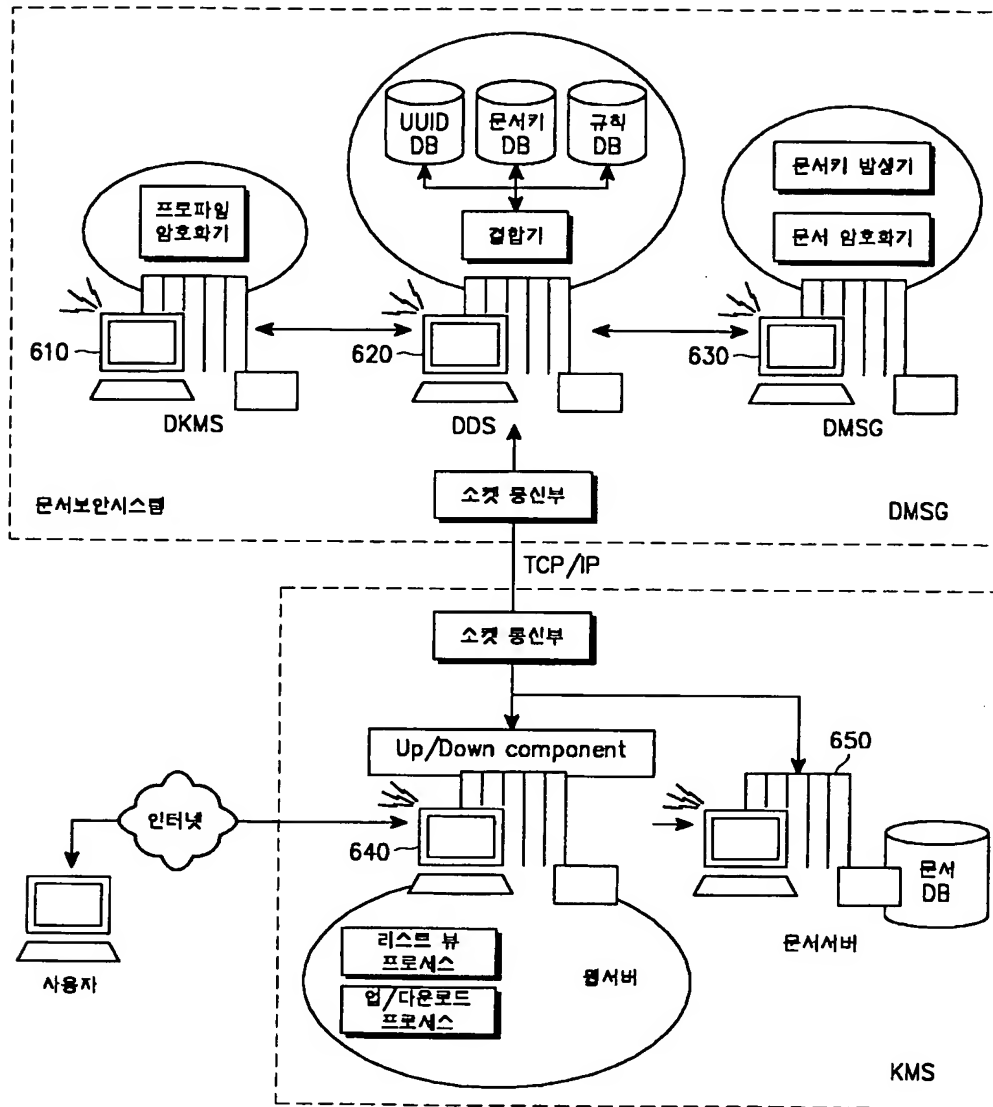 UUID
DB
문서키
DB
규칙
DB
프로파일
암호화기
결합기
문서키 발생기
문서 암호화기
610
620
630
DKMS
DDS
DMSG
소켓 통신부
문서보안시스템
DMSG
TCP/IP
소켓 통신부
Up/Down component
650
인터넷
640
문서
DB
사용자
리스트 뷰
프로세스
업/다운로드
프로세스
웹서버
문서서버
KMS